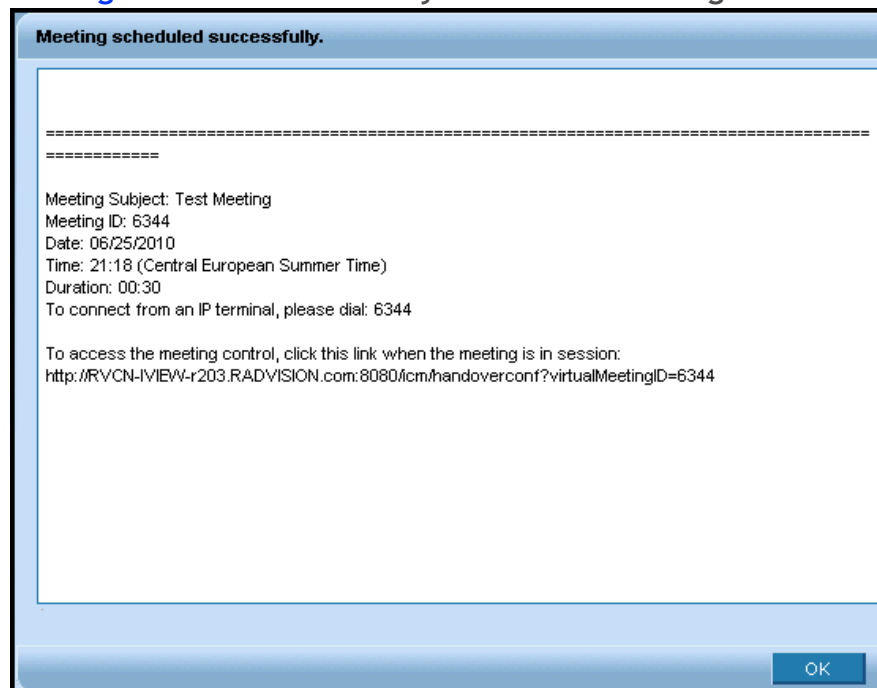 Meeting scheduled successfully.
=======================================================================================
============
Meeting Subject: Test Meeting
Meeting ID: 6344
Date: 06/25/2010
Time: 21:18 (Central European Summer Time)
Duration: 00:30
To connect from an IP terminal, please dial: 6344
To access the meeting control, click this link when the meeting is in session:
http://RVCN-IVIEW-r203.RADVISION.com:8080/icm/handoverconf?virtualMeetingID=6344
OK